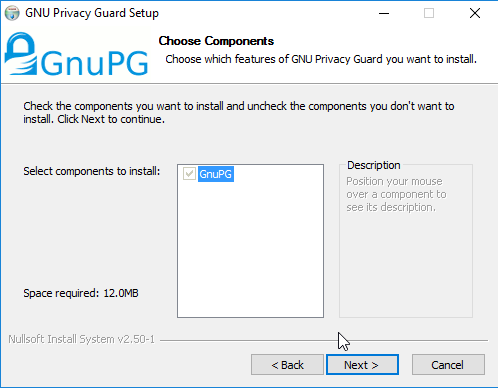 GNU Privacy Guard Setup
GnuPG
Choose Components
Choose which features of GNU Privacy Guard you want to install.
Check the components you want to install and uncheck the components you don't want to
install. Click Next to continue.
Select components to install:
GnuPG
Description
Position your mouse
over a component to
see its description.
Space required: 12.0MB
Nullsoft Install System v2.50-1
< Back
Next >
Cancel